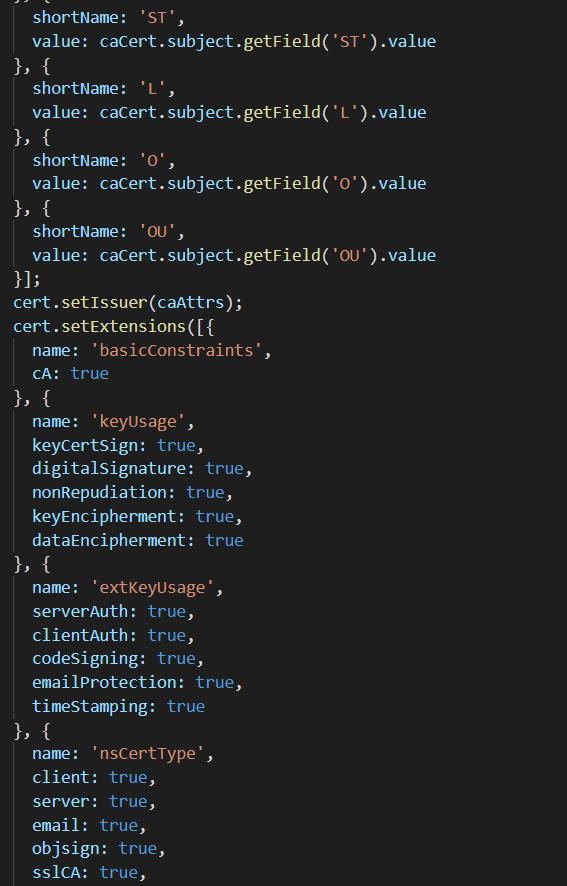 shortName: 'ST',
value: caCert.subject.getField('ST').value
}, {
shortName: 'L',
value: caCert.subject.getField('L').value
}, {
shortName: 'O',
value: caCert.subject.getField('O').value
}, {
shortName: 'OU',
value: caCert.subject.getField('OU').value
}];
cert.setIssuer(caAttrs);
cert.setExtensions([{
name: 'basicConstraints',
cA: true
}, {
name: 'keyUsage',
keyCertSign: true,
digitalSignature: true,
nonRepudiation: true,
keyEncipherment: true,
dataEncipherment: true
}, {
name: 'extKeyUsage',
serverAuth: true,
clientAuth: true,
codeSigning: true,
emailProtection: true,
timeStamping: true
}, {
name: 'nsCertType',
client: true,
server: true,
email: true,
objsign: true,
sslCA: true,